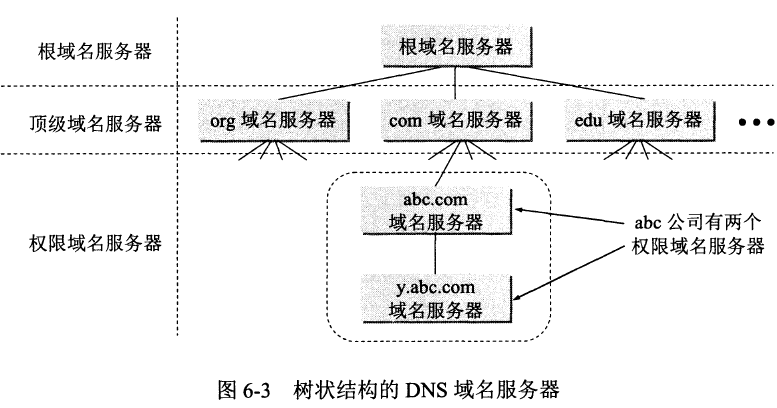 根域名服务器
根域名服务器
顶级域名服务器
org 域名服务器
com 域名服务器
edu 域名服务器
权限域名服务器
abc.com
域名服务器
abc 公司有两个
权限域名服务器
y.abc.com
域名服务器
图 6-3 树状结构的 DNS 域名服务器